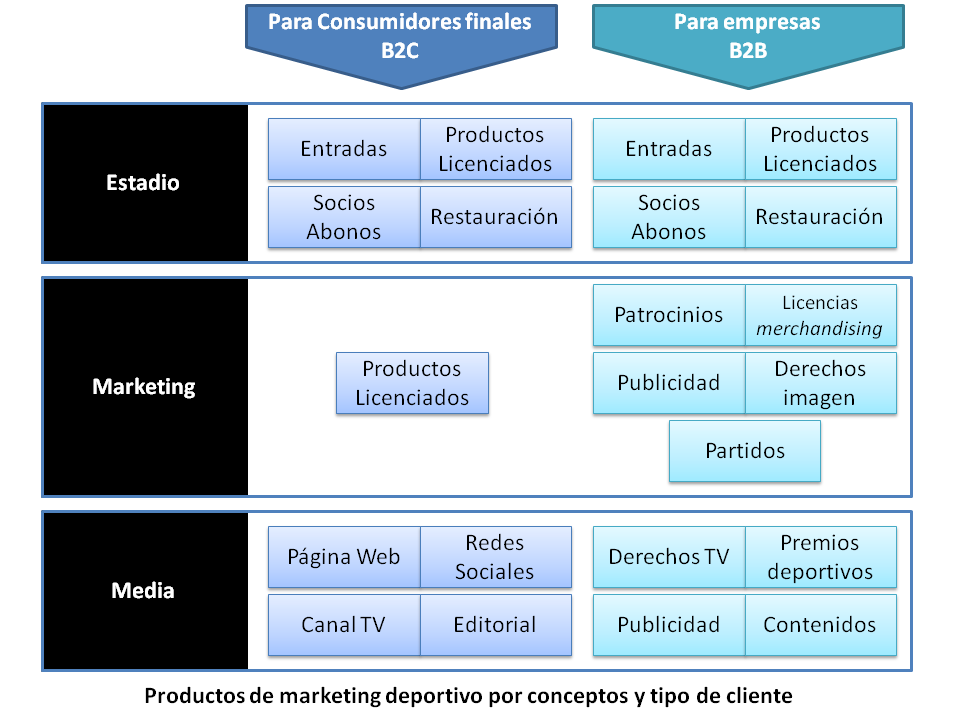 Para Consumidores finales
B2C
Para empresas
B2B
Estadio
Entradas
Productos
Licenciados
Socios
Abonos
Restauración
Entradas
Productos
Licenciados
Socios
Abonos
Restauración
Marketing
Productos
Licenciados
Patrocinios
Licencias
merchandising
Publicidad
Derechos
imagen
Partidos
Media
Página Web
Redes
Sociales
Canal TV
Editorial
Derechos TV
Premios
deportivos
Publicidad
Contenidos
Productos de marketing deportivo por conceptos y tipo de cliente